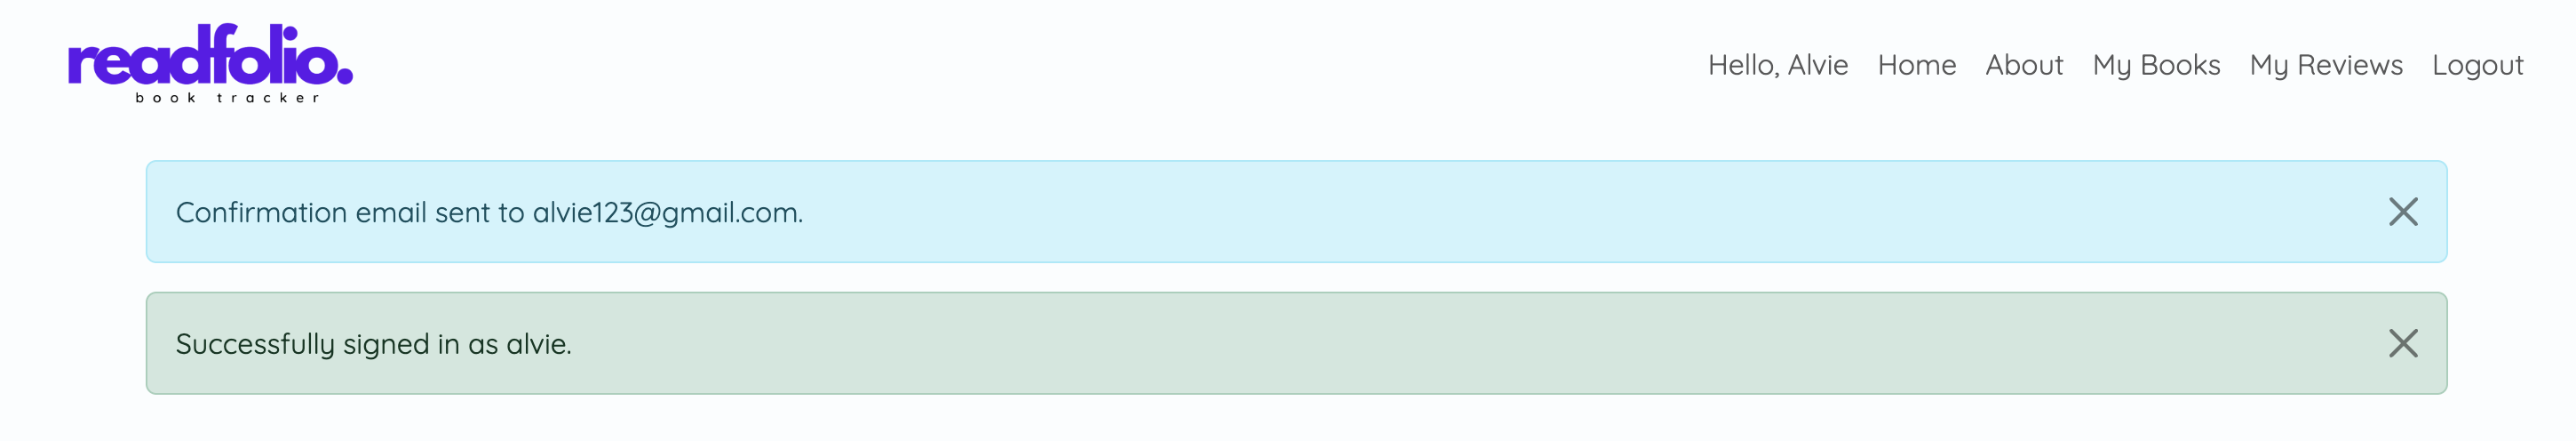 readfolio.
book tracker
Hello, Alvie Home About My Books My Reviews Logout
Confirmation email sent to alvie123@gmail.com.
Successfully signed in as alvie.